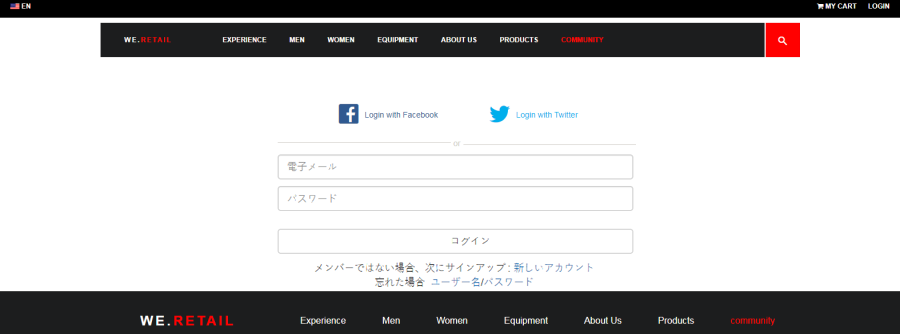 EN MY CART LOGIN
WE.RETAIL EXPERIENCE MEN WOMEN EQUIPMENT ABOUT US PRODUCTS COMMUNITY
Login with Facebook Login with Twitter
or
電子メール
パスワード
コグイン
メンバーではない場合、次にサインアップ : 新しいアカウント
忘れた場合 ユーザー名/パスワード
WE.RETAIL Experience Men Women Equipment About Us Products community